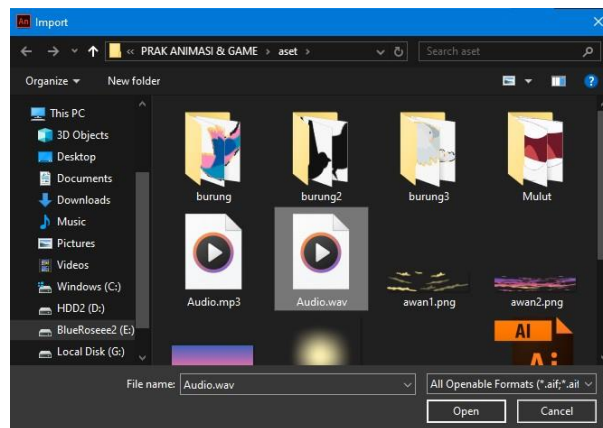 An Import
« PRAK ANIMASI & GAME › aset ›
Search aset
Organize
New folder
This PC
3D Objects
Desktop
Documents
Downloads
Music
Pictures
Videos
Windows (C:)
HDD2 (D:)
BlueRoseee2 (E:)
Local Disk (G:)
burung
burung2
burung3
Mulut
Audio.mp3
Audio.wav
awan1.png
awan2.png
AI
Ai
File name: Audio.wav
All Openable Formats (*.aif;*.ait
Open
Cancel